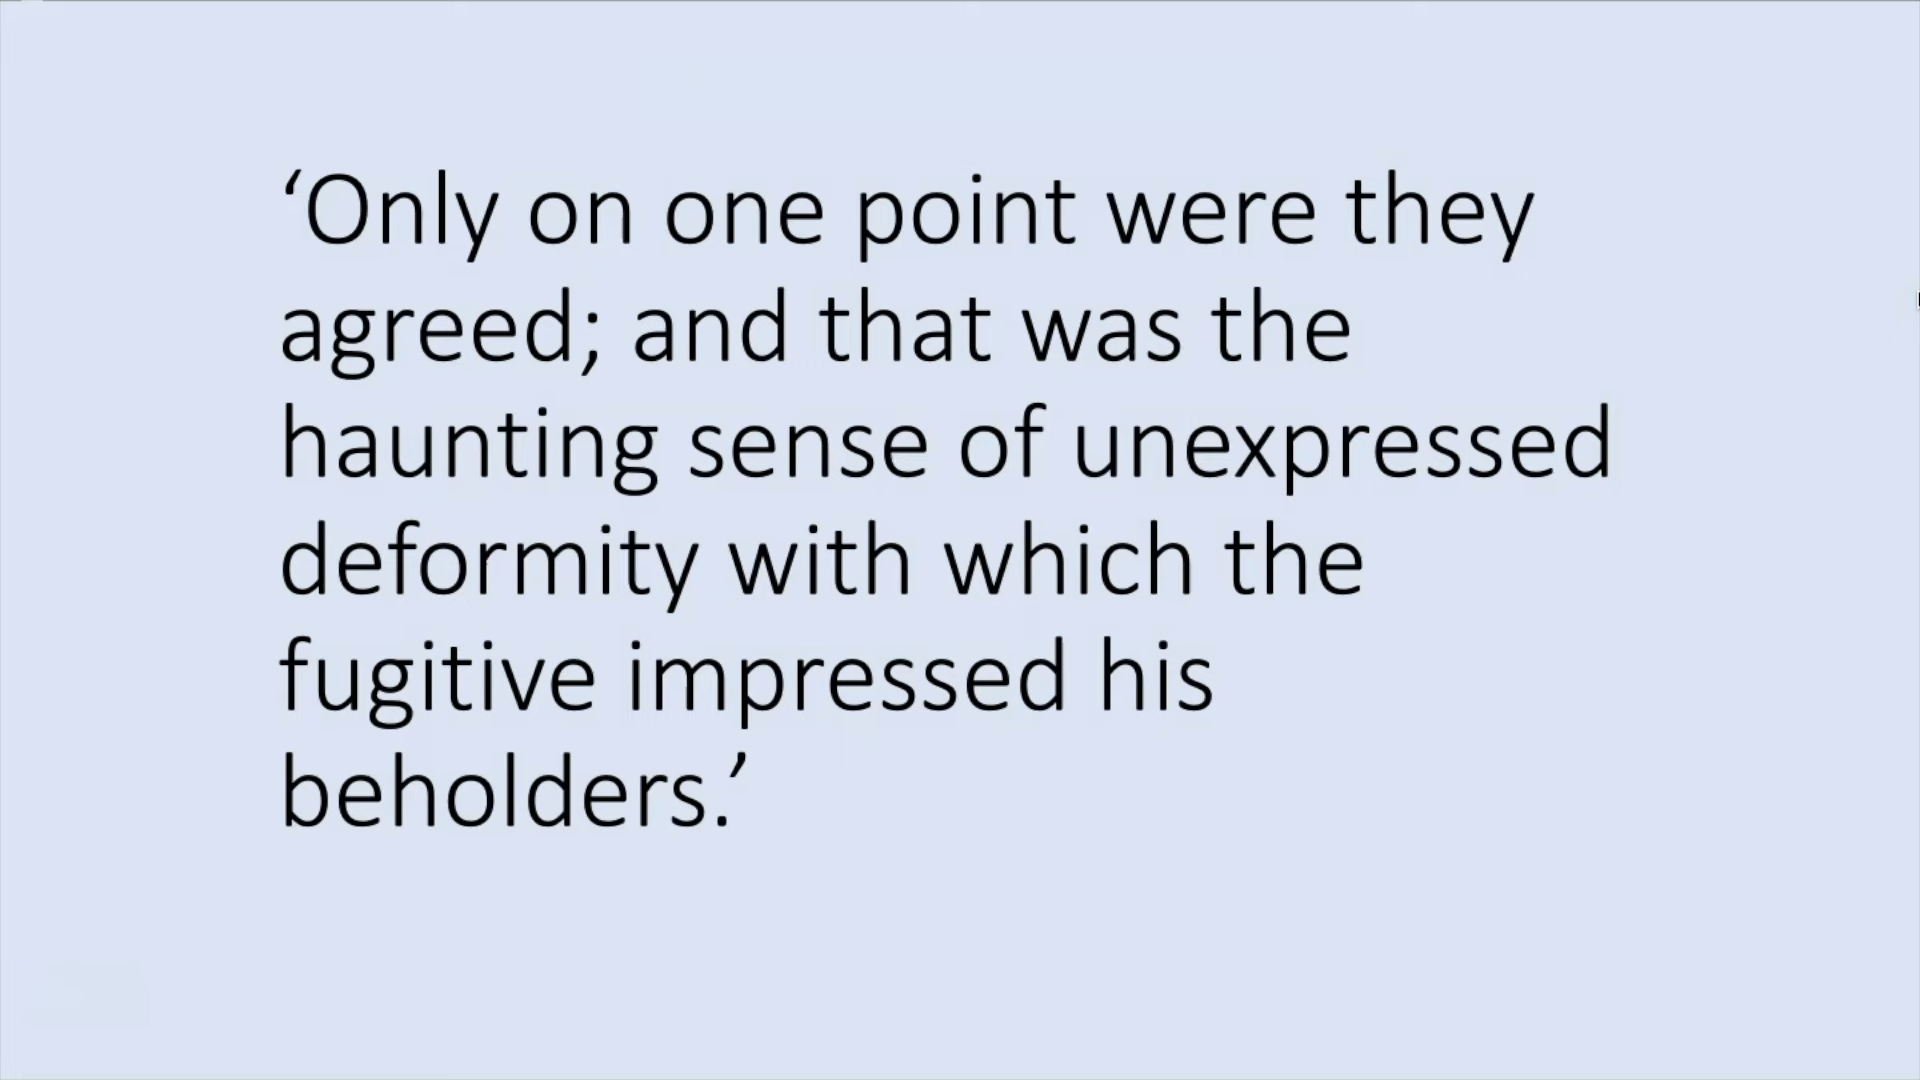 ‘Only on one point were they
agreed; and that was the
haunting sense of unexpressed
deformity with which the
fugitive impressed his
beholders.’